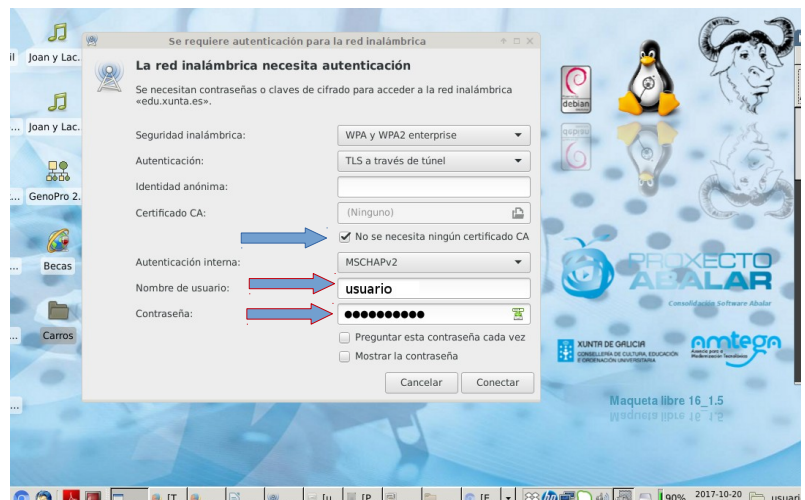 Se requiere autenticación para la red inalámbrica
La red inalámbrica necesita autenticación
Se necesitan contraseñas o claves de cifrado para acceder a la red inalámbrica
«edu.xunta.es».
Seguridad inalámbrica: WPA y WPA2 enterprise
Autenticación: TLS a través de túnel
Identidad anónima:
Certificado CA: (Ninguno)
No se necesita ningún certificado CA
Autenticación interna: MSCHAPv2
Nombre de usuario: usuario
Contraseña: ●●●●●●●●●●
Preguntar esta contraseña cada vez
Mostrar la contraseña
Cancelar Conectar
Joan y Lac.
Joan y Lac.
GenoPro 2.
Becas
Carros
debian
PROXECTO
ABALAR
Consolidación Software Abalar
XUNTA DE GALICIA
CONSELLERÍA DE CULTURA, EDUCACIÓN
E ORDENACIÓN UNIVERSITARIA
amtega
Maqueta libre 16_1.5
90% 2017-10-20 usuari